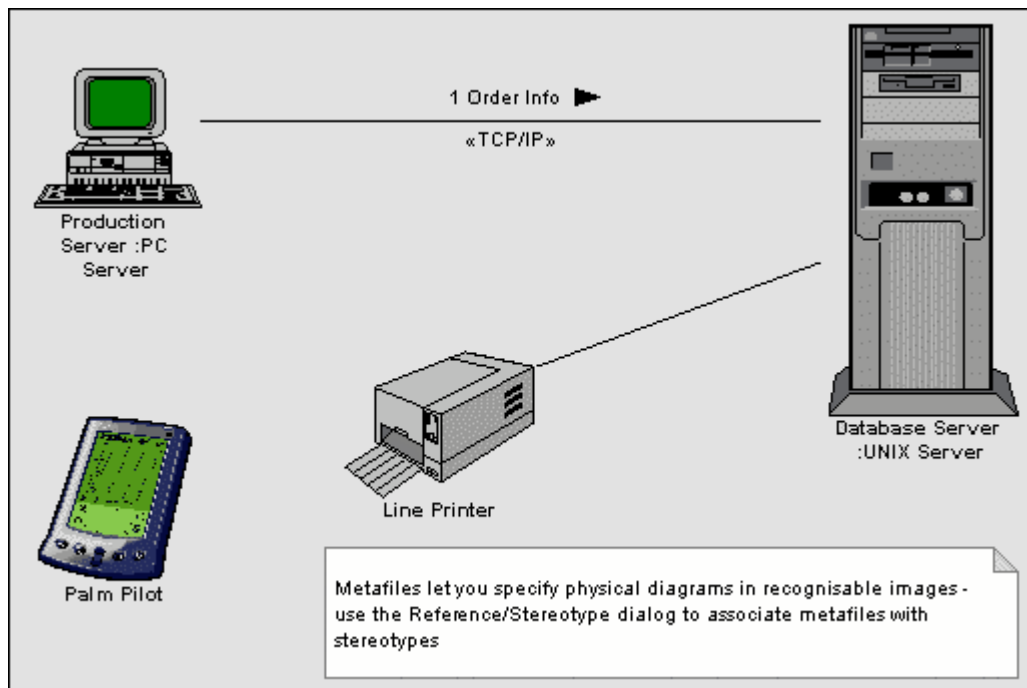 1 Order Info
«TCP/IP»
Production
Server :PC
Server
Database Server
:UNIX Server
Line Printer
Palm Pilot
Metafiles let you specify physical diagrams in recognisable images -
use the Reference/Stereotype dialog to associate metafiles with
stereotypes